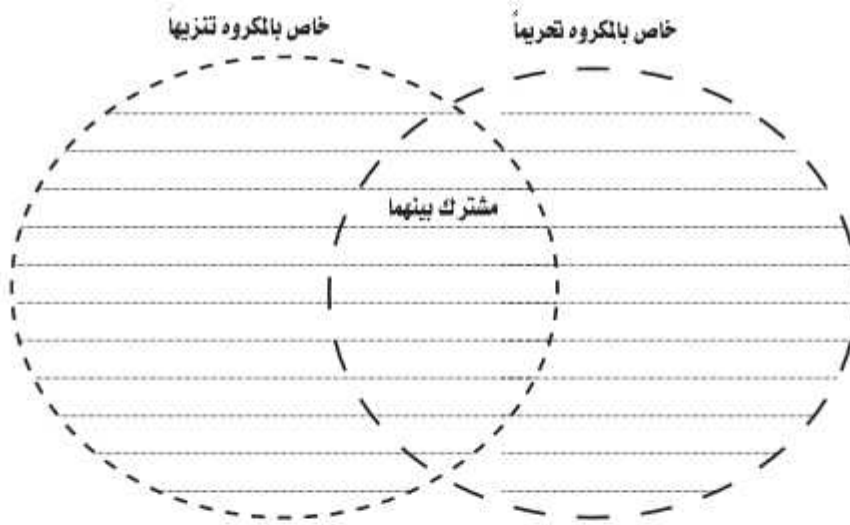 خاص بالمكروه تحريماً
خاص بالمكروه تنزيهاً
مشترك بينهما